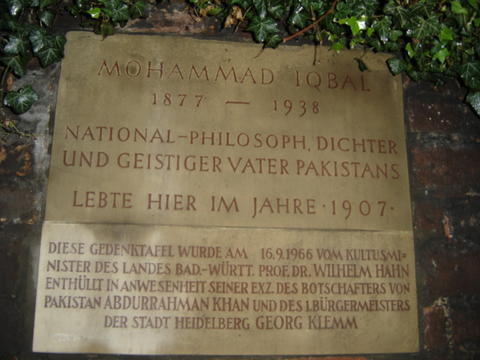 MOHAMMAD IQBAL
1877 — 1938
NATIONAL-PHILOSOPH, DICHTER
UND GEISTIGER VATER PAKISTANS
LEBTE HIER IM JAHRE · 1907 ·
DIESE GEDENKTAFEL WURDE AM 16.9.1966 VOM KULTUSMI-
NISTER DES LANDES BAD.-WÜRTT. PROF. DR. WILHELM HAHN
ENTHÜLLT IN ANWESENHEIT SEINER EXZ. DES BOTSCHAFTERS VON
PAKISTAN ABDURRAHMAN KHAN UND DES I. BÜRGERMEISTERS
DER STADT HEIDELBERG GEORG KLEMM